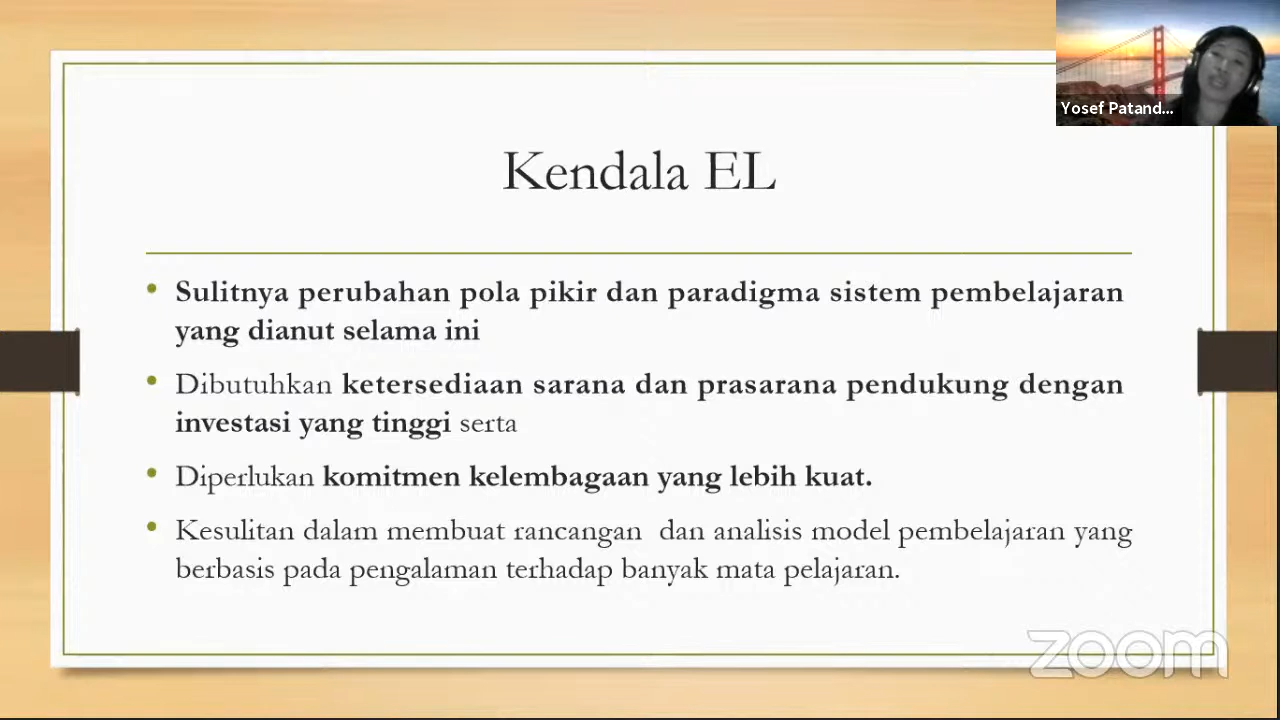 Yosef Patand...
Kendala EL
• Sulitnya perubahan pola pikir dan paradigma sistem pembelajaran
yang dianut selama ini
• Dibutuhkan ketersediaan sarana dan prasarana pendukung dengan
investasi yang tinggi serta
• Diperlukan komitmen kelembagaan yang lebih kuat.
• Kesulitan dalam membuat rancangan dan analisis model pembelajaran yang
berbasis pada pengalaman terhadap banyak mata pelajaran.
zoom